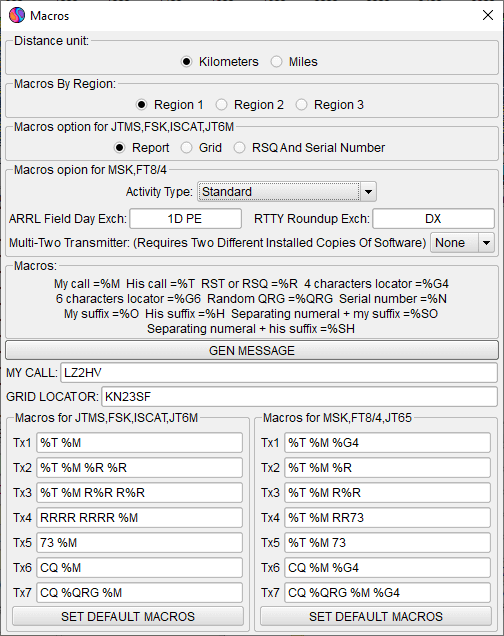 Macros
Distance unit:
Kilometers Miles
Macros By Region:
Region 1 Region 2 Region 3
Macros option for JTMS,FSK,ISCAT,JT6M
Report Grid RSQ And Serial Number
Macros opion for MSK,FT8/4
Activity Type: Standard
ARRL Field Day Exch: 1D PE RTTY Roundup Exch: DX
Multi-Two Transmitter: (Requires Two Different Installed Copies Of Software) None
Macros:
My call =%M His call =%T RST or RSQ =%R 4 characters locator =%G4
6 characters locator =%G6 Random QRG =%QRG Serial number =%N
My suffix =%O His suffix =%H Separating numeral + my suffix =%SO
Separating numeral + his suffix =%SH
GEN MESSAGE
MY CALL: LZ2HV
GRID LOCATOR: KN23SF
Macros for JTMS,FSK,ISCAT,JT6M
Tx1 %T %M
Tx2 %T %M %R %R
Tx3 %T %M R%R R%R
Tx4 RRRR RRRR %M
Tx5 73 %M
Tx6 CQ %M
Tx7 CQ %QRG %M
SET DEFAULT MACROS
Macros for MSK,FT8/4,JT65
Tx1 %T %M %G4
Tx2 %T %M %R
Tx3 %T %M R%R
Tx4 %T %M RR73
Tx5 %T %M 73
Tx6 CQ %M %G4
Tx7 CQ %QRG %M %G4
SET DEFAULT MACROS